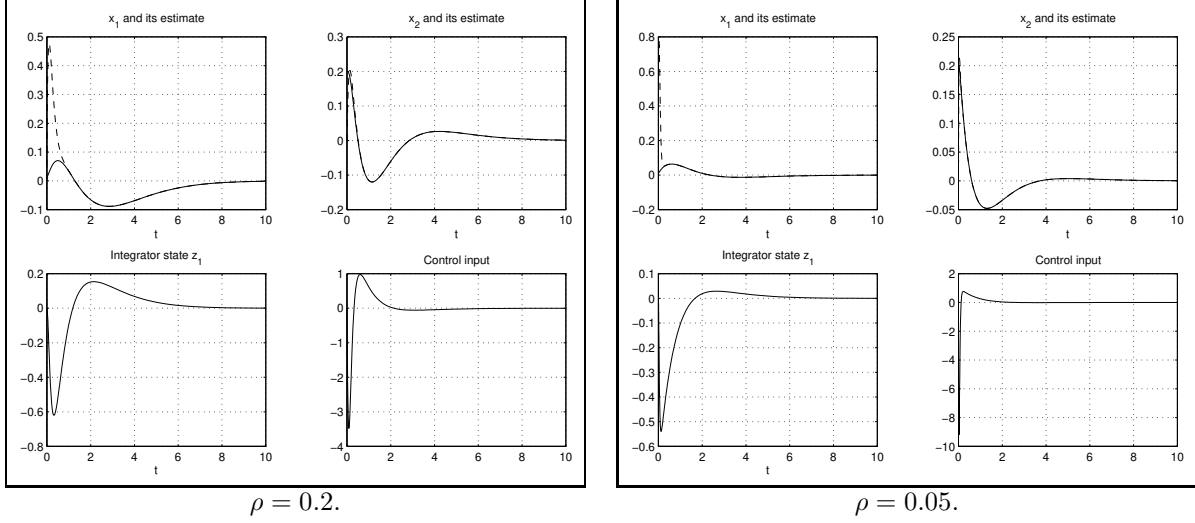 x1 and its estimate
0.5
0.4
0.3
0.2
0.1
0
−0.1
0 2 4 6 8 10
t
x2 and its estimate
0.3
0.2
0.1
0
−0.1
−0.2
0 2 4 6 8 10
t
Integrator state z1
0.2
0
−0.2
−0.4
−0.6
−0.8
0 2 4 6 8 10
t
Control input
1
0
−1
−2
−3
−4
0 2 4 6 8 10
ρ = 0.2.
x1 and its estimate
0.8
0.6
0.4
0.2
0
−0.2
0 2 4 6 8 10
t
x2 and its estimate
0.25
0.2
0.15
0.1
0.05
0
−0.05
0 2 4 6 8 10
t
Integrator state z1
0.1
0
−0.1
−0.2
−0.3
−0.4
−0.5
−0.6
0 2 4 6 8 10
t
Control input
2
0
−2
−4
−6
−8
−10
0 2 4 6 8 10
ρ = 0.05.